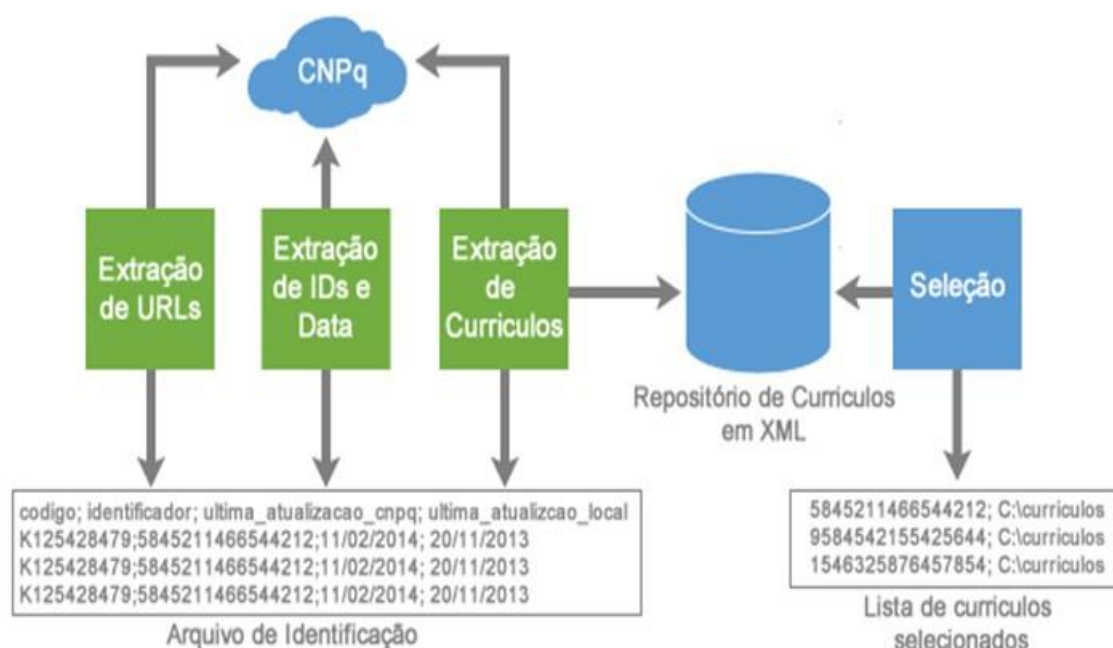 CNPq
Extração
de URLs
Extração
de IDs e
Data
Extração
de
Curriculos
Seleção
Repositório de Curriculos
em XML
codigo; identificador; ultima_atualizacao_cnpq; ultima_atualizcao_local
K125428479;5845211466544212;11/02/2014; 20/11/2013
K125428479;5845211466544212;11/02/2014; 20/11/2013
K125428479;5845211466544212;11/02/2014; 20/11/2013
Arquivo de Identificação
5845211466544212; C:\curriculos
9584542155425644; C:\curriculos
1546325876457854; C:\curriculos
Lista de curriculos
selecionados